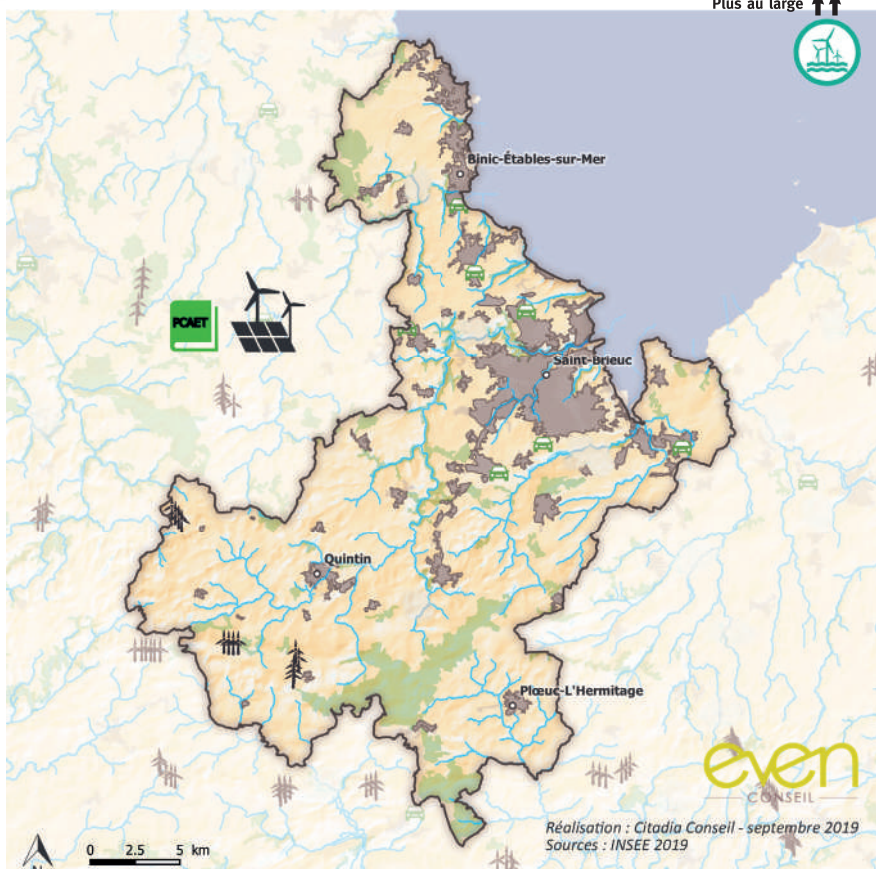 Plus au large
Binic-Étables-sur-Mer
PCAET
Saint-Brieuc
Quintin
Plœuc-L'Hermitage
even
CONSEIL
Réalisation : Citadia Conseil - septembre 2019
Sources : INSEE 2019
0 2.5 5 km
N